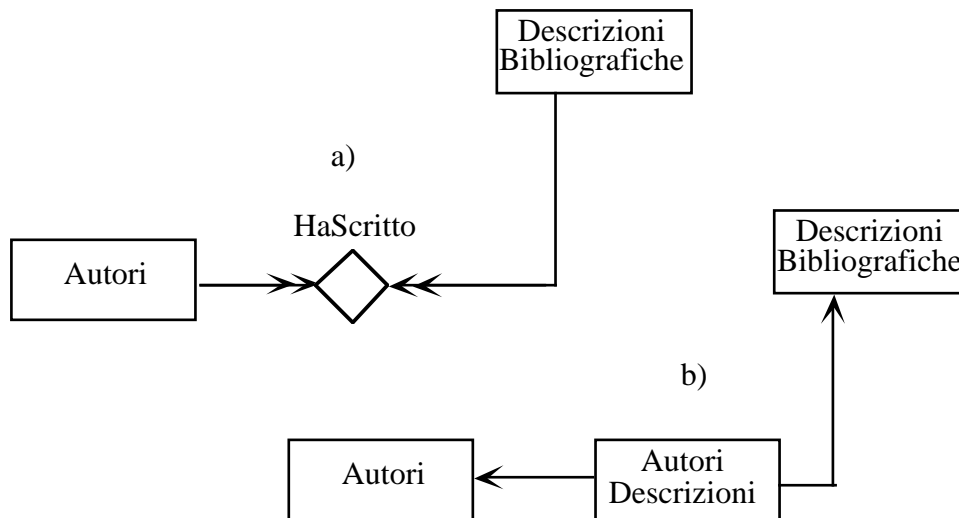 Descrizioni
Bibliografiche
a)
HaScritto
Autori
Descrizioni
Bibliografiche
b)
Autori
Autori
Descrizioni